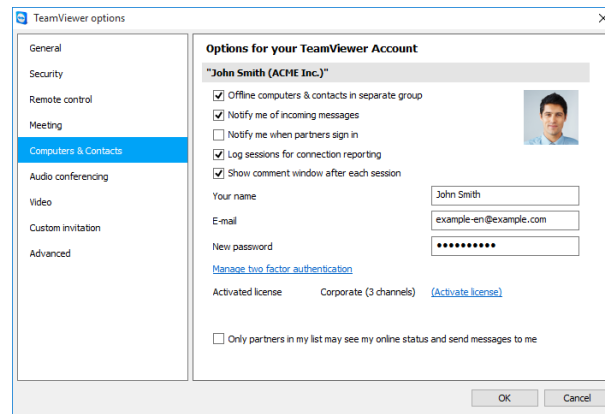 TeamViewer options
General
Security
Remote control
Meeting
Computers & Contacts
Audio conferencing
Video
Custom invitation
Advanced
Options for your TeamViewer Account
"John Smith (ACME Inc.)"
Offline computers & contacts in separate group
Notify me of incoming messages
Notify me when partners sign in
Log sessions for connection reporting
Show comment window after each session
Your name John Smith
E-mail example-en@example.com
New password ●●●●●●●●●●
Manage two factor authentication
Activated license Corporate (3 channels) (Activate license)
Only partners in my list may see my online status and send messages to me
OK Cancel